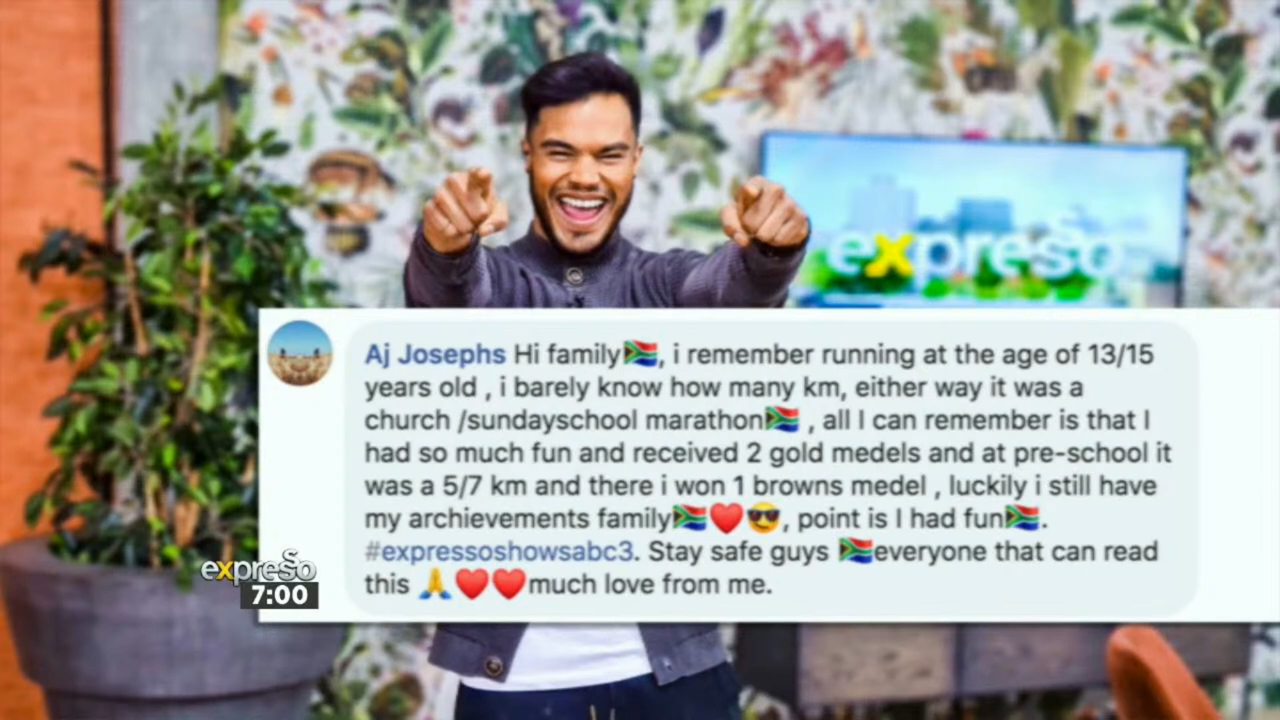 expresso
Aj Josephs Hi family🇿🇦, i remember running at the age of 13/15
years old , i barely know how many km, either way it was a
church /sundayschool marathon🇿🇦 , all I can remember is that I
had so much fun and received 2 gold medels and at pre-school it
was a 5/7 km and there i won 1 browns medel , luckily i still have
my archievements family🇿🇦❤️😎, point is I had fun🇿🇦.
#expressoshowsabc3. Stay safe guys 🇿🇦everyone that can read
this 🙏❤️❤️much love from me.
expresso
7:00